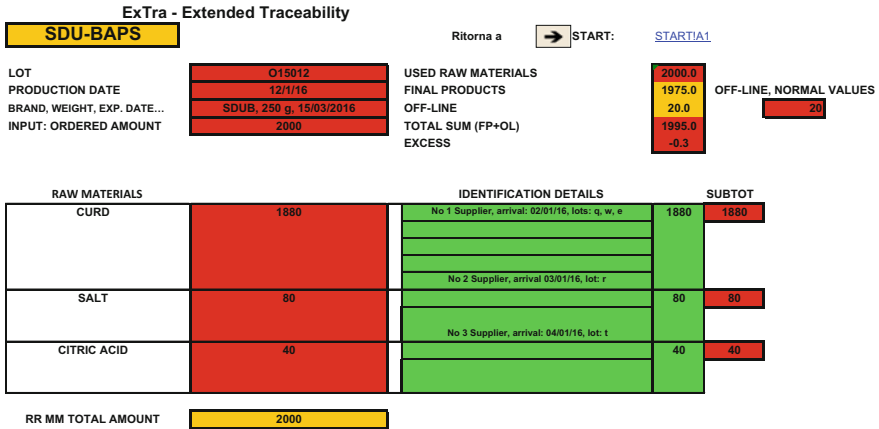 ExTra - Extended Traceability
SDU-BAPS
Ritorna a START: START!A1
LOT O15012 USED RAW MATERIALS 2000.0
PRODUCTION DATE 12/1/16 FINAL PRODUCTS 1975.0 OFF-LINE, NORMAL VALUES
BRAND, WEIGHT, EXP. DATE... SDUB, 250 g, 15/03/2016 OFF-LINE 20.0 20
INPUT: ORDERED AMOUNT 2000 TOTAL SUM (FP+OL) 1995.0
EXCESS -0.3
RAW MATERIALS IDENTIFICATION DETAILS SUBTOT
CURD 1880 No 1 Supplier, arrival: 02/01/16, lots: q, w, e 1880 1880
No 2 Supplier, arrival 03/01/16, lot: r
SALT 80 80 80
No 3 Supplier, arrival: 04/01/16, lot: t
CITRIC ACID 40 40 40
RR MM TOTAL AMOUNT 2000